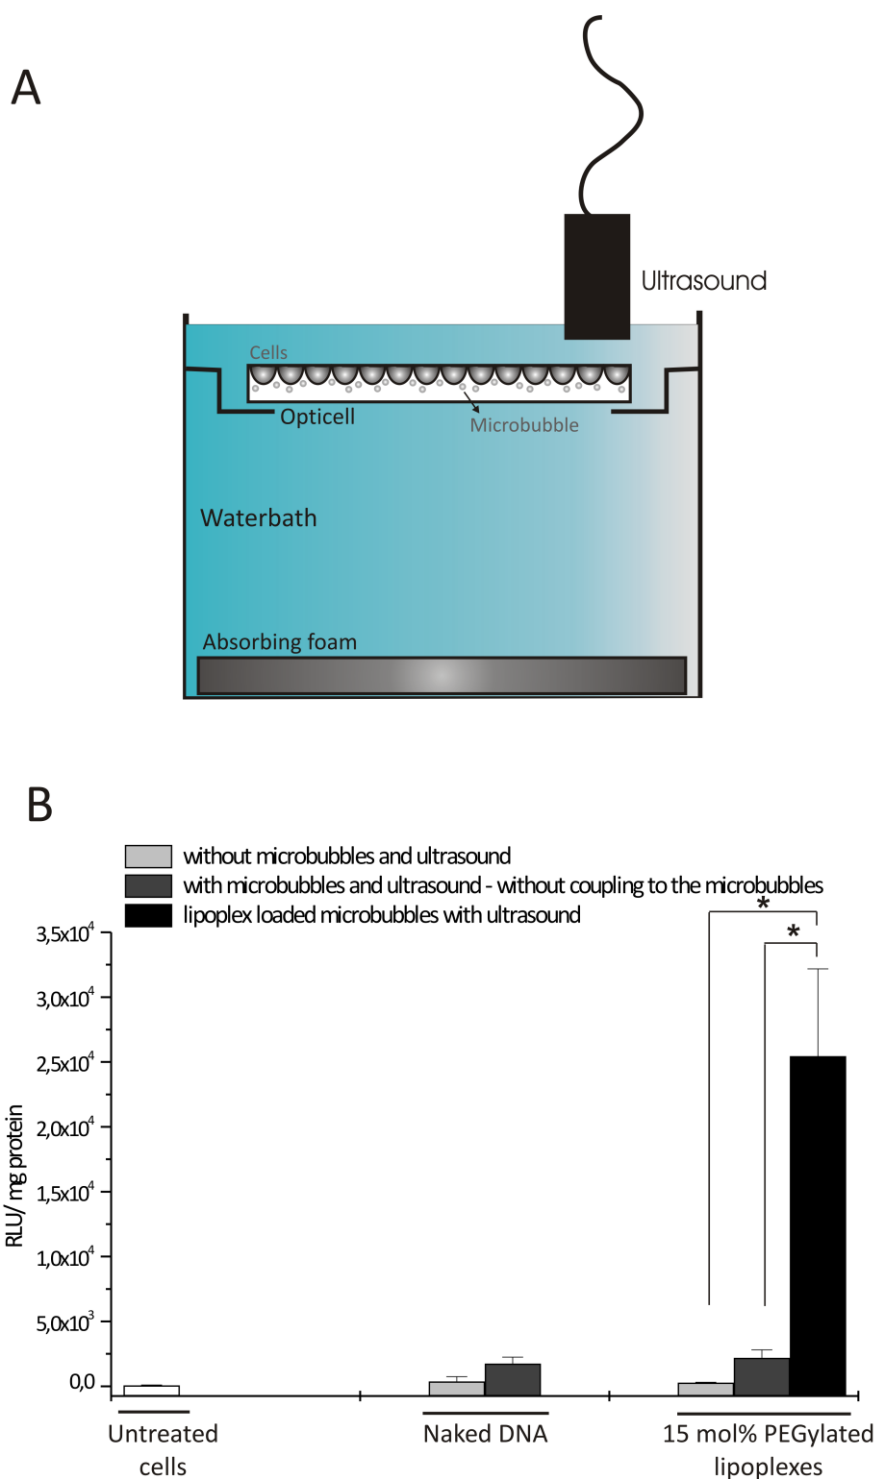 A
Ultrasound
Cells
Opticell
Microbubble
Waterbath
Absorbing foam
B
without microbubbles and ultrasound
with microbubbles and ultrasound - without coupling to the microbubbles
lipoplex loaded microbubbles with ultrasound
*
*
3,5x10⁴
3,0x10⁴
2,5x10⁴
2,0x10⁴
1,5x10⁴
1,0x10⁴
5,0x10³
0,0
RLU/ mg protein
Untreated
cells
Naked DNA
15 mol% PEGylated
lipoplexes